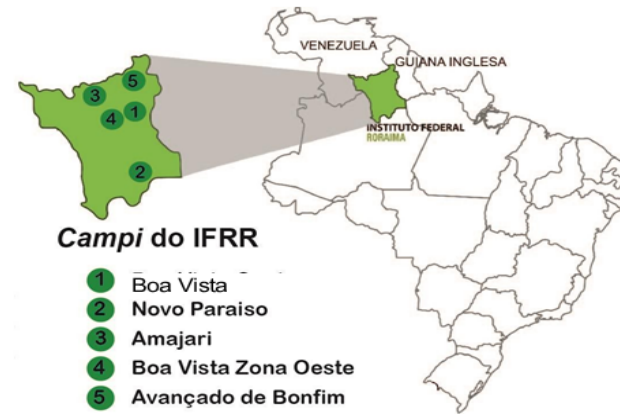 VENEZUELA
GUIANA INGLESA
INSTITUTO FEDERAL
RORAIMA
5
3
4
1
2
Campi do IFRR
1 Boa Vista
2 Novo Paraiso
3 Amajari
4 Boa Vista Zona Oeste
5 Avançado de Bonfim